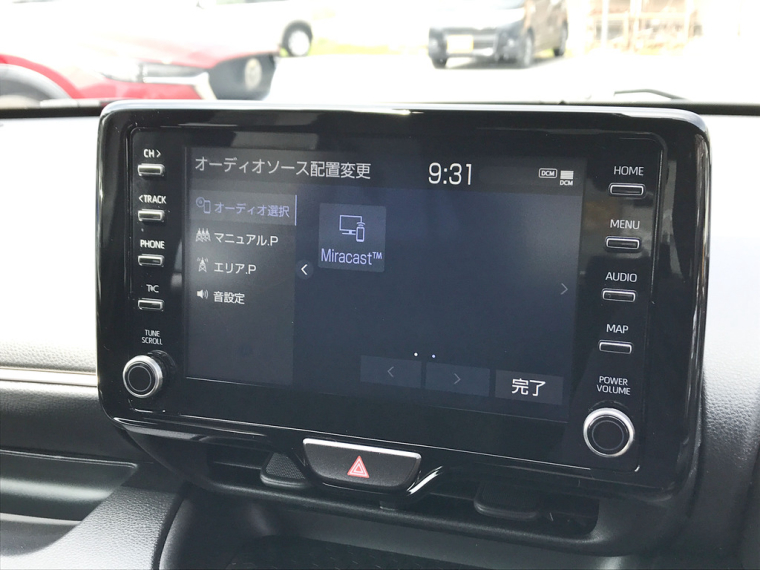 CH >
< TRACK
PHONE
T*C
TUNE
SCROLL
オーディオソース配置変更
9:31
DCM
DCM
オーディオ選択
マニュアル.P
エリア.P
音設定
Miracast™
完了
HOME
MENU
AUDIO
MAP
POWER
VOLUME